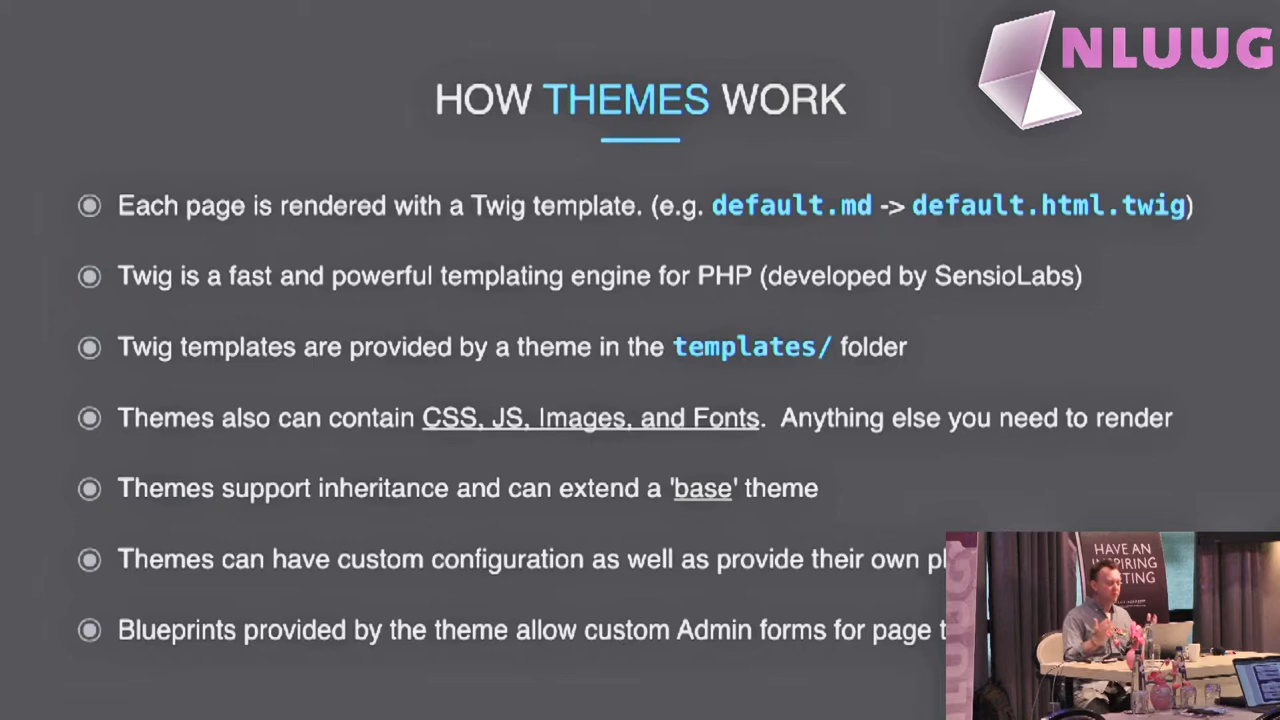 NLUUG
HOW THEMES WORK
Each page is rendered with a Twig template. (e.g. default.md -> default.html.twig)
Twig is a fast and powerful templating engine for PHP (developed by SensioLabs)
Twig templates are provided by a theme in the templates/ folder
Themes also can contain CSS, JS, Images, and Fonts. Anything else you need to render
Themes support inheritance and can extend a 'base' theme
Themes can have custom configuration as well as provide their own
Blueprints provided by the theme allow custom Admin forms for page
HAVE AN
INSPIRING
MEETING
NLUUG